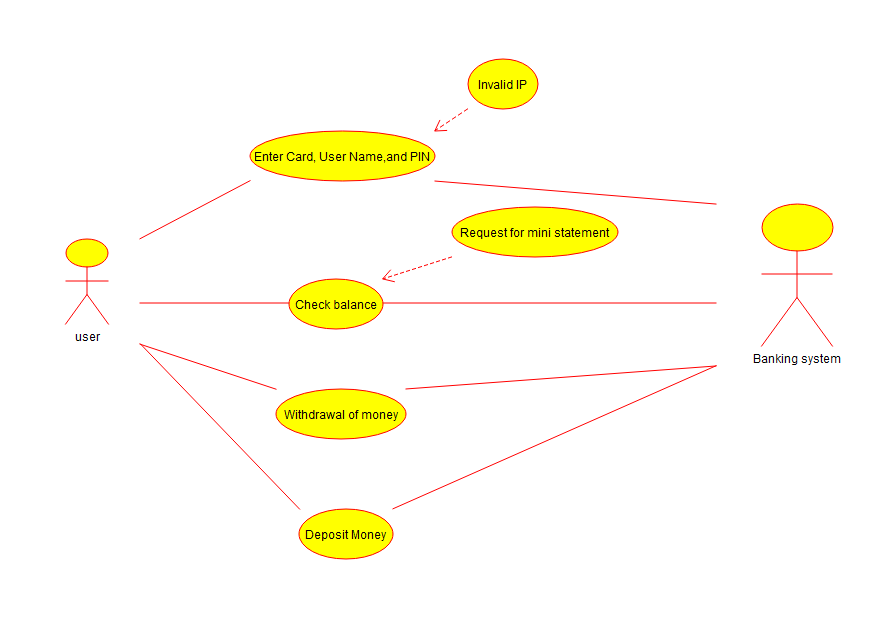 Invalid IP
Enter Card, User Name,and PIN
Request for mini statement
Check balance
user
Banking system
Withdrawal of money
Deposit Money